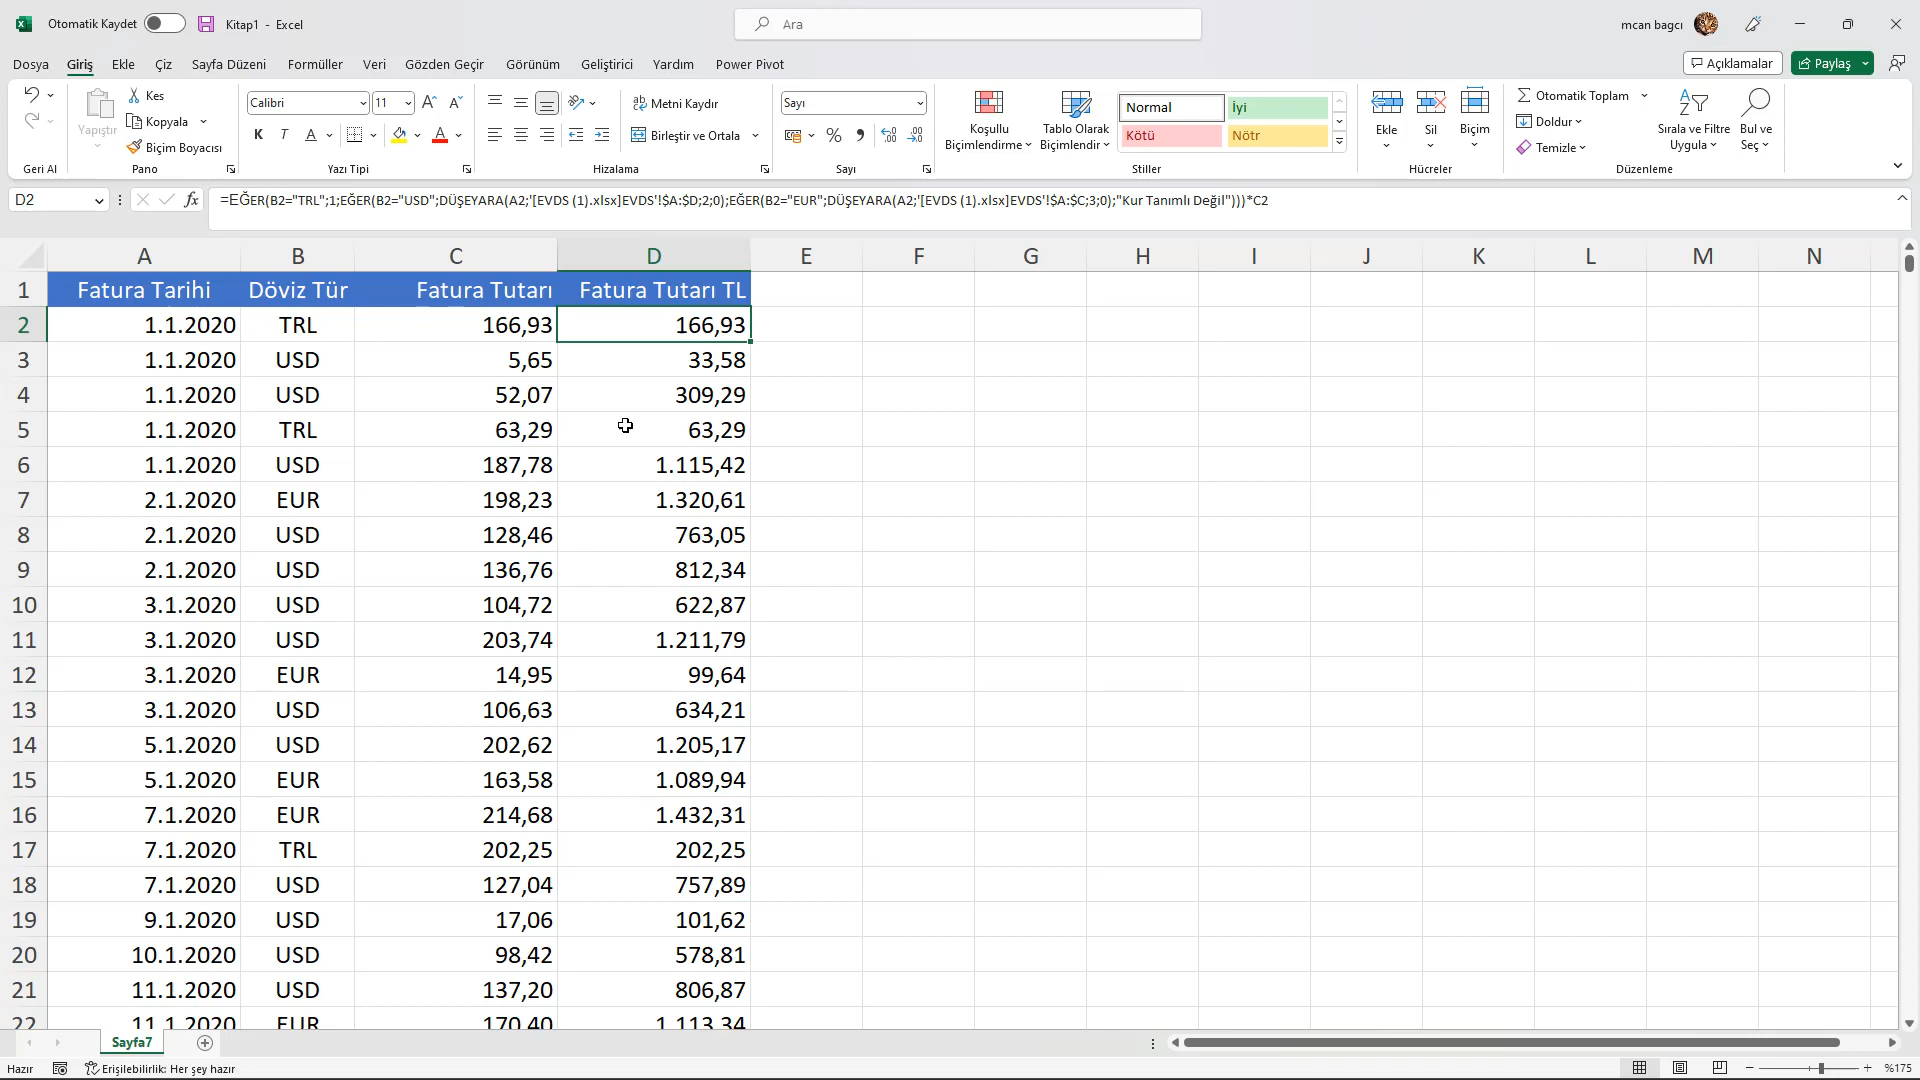 Otomatik Kaydet Kitap1 - Excel Ara mcan bagcı
Dosya Giriş Ekle Çiz Sayfa Düzeni Formüller Veri Gözden Geçir Görünüm Geliştirici Yardım Power Pivot Açıklamalar Paylaş
Geri Al
Yapıştır
Kes
Kopyala
Biçim Boyacısı
Pano
Calibri 11
K T A
Yazı Tipi
Metni Kaydır
Birleştir ve Ortala
Hizalama
Sayı
Sayı
Koşullu
Biçimlendirme
Tablo Olarak
Biçimlendir
Normal İyi
Kötü Nötr
Stiller
Ekle Sil Biçim
Hücreler
Otomatik Toplam
Doldur
Temizle
Sırala ve Filtre
Uygula
Bul ve
Seç
Düzenleme
D2 fx =EĞER(B2="TRL";1;EĞER(B2="USD";DÜŞEYARA(A2;'[EVDS (1).xlsx]EVDS'!$A:$D;2;0);EĞER(B2="EUR";DÜŞEYARA(A2;'[EVDS (1).xlsx]EVDS'!$A:$C;3;0);"Kur Tanımlı Değil")))*C2
A B C D E F G H I J K L M N
1 Fatura Tarihi Döviz Tür Fatura Tutarı Fatura Tutarı TL
2 1.1.2020 TRL 166,93 166,93
3 1.1.2020 USD 5,65 33,58
4 1.1.2020 USD 52,07 309,29
5 1.1.2020 TRL 63,29 63,29
6 1.1.2020 USD 187,78 1.115,42
7 2.1.2020 EUR 198,23 1.320,61
8 2.1.2020 USD 128,46 763,05
9 2.1.2020 USD 136,76 812,34
10 3.1.2020 USD 104,72 622,87
11 3.1.2020 USD 203,74 1.211,79
12 3.1.2020 EUR 14,95 99,64
13 3.1.2020 USD 106,63 634,21
14 5.1.2020 USD 202,62 1.205,17
15 5.1.2020 EUR 163,58 1.089,94
16 7.1.2020 EUR 214,68 1.432,31
17 7.1.2020 TRL 202,25 202,25
18 7.1.2020 USD 127,04 757,89
19 9.1.2020 USD 17,06 101,62
20 10.1.2020 USD 98,42 578,81
21 11.1.2020 USD 137,20 806,87
22 11.1.2020 EUR 170,40 1.113,34
Sayfa7
Hazır Erişilebilirlik: Her şey hazır %175